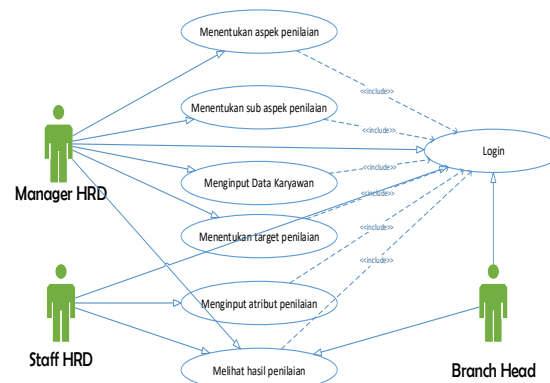 Menentukan aspek penilaian
<<include>>
Menentukan sub aspek penilaian
<<include>>
Login
Manager HRD
Menginput Data Karyawan
<<include>>
<<include>>
Menentukan target penilaian
<<include>>
<<include>>
Menginput atribut penilaian
Staff HRD
Melihat hasil penilaian
Branch Head